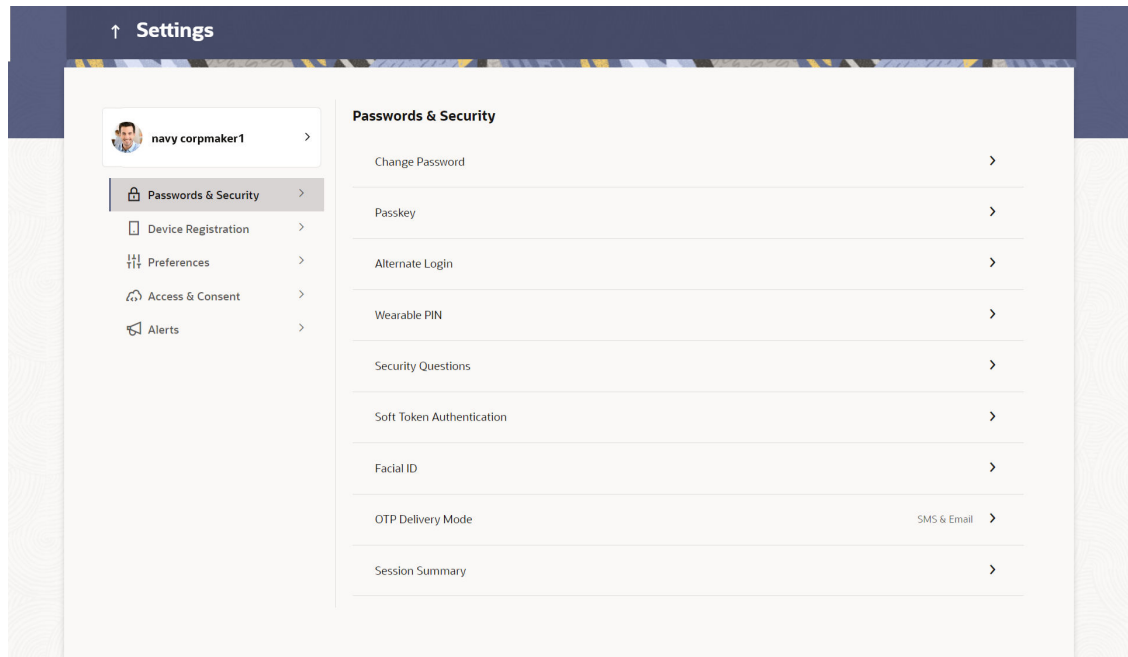 Settings
navy corpmaker1
Passwords & Security
Device Registration
Preferences
Access & Consent
Alerts
Passwords & Security
Change Password
Passkey
Alternate Login
Wearable PIN
Security Questions
Soft Token Authentication
Facial ID
OTP Delivery Mode SMS & Email
Session Summary